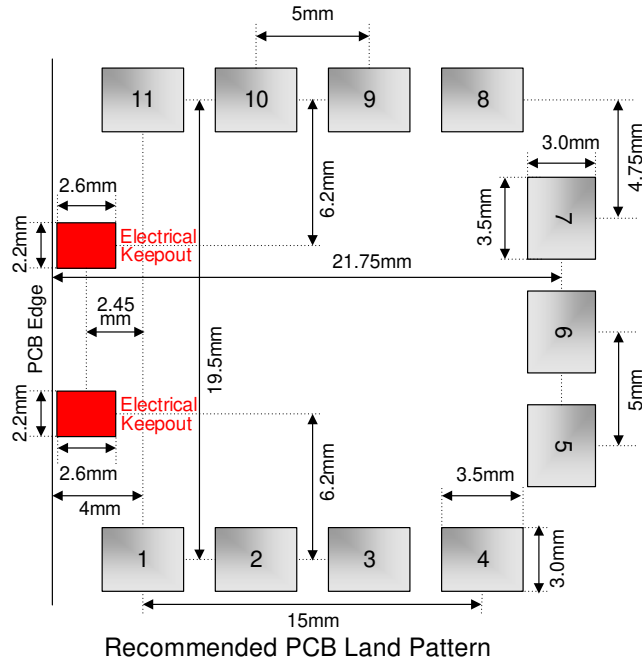 5mm
11
10
9
8
3.0mm
4.75mm
2.6mm
6.2mm
3.5mm
7
2.2mm
Electrical
Keepout
21.75mm
PCB Edge
2.45
mm
19.5mm
6
5mm
2.2mm
Electrical
Keepout
5
2.6mm
6.2mm
3.5mm
4mm
1
2
3
4
3.0mm
15mm
Recommended PCB Land Pattern